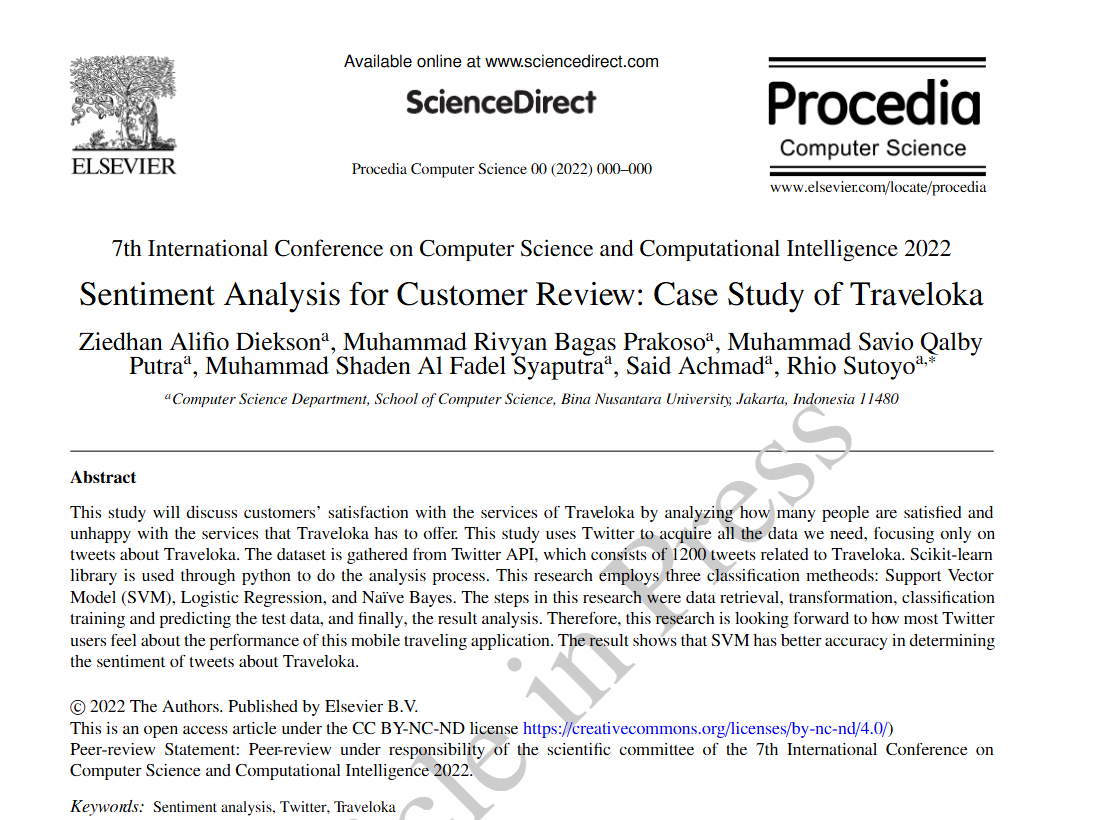 Available online at www.sciencedirect.com
ScienceDirect
Procedia Computer Science 00 (2022) 000–000
ELSEVIER
Procedia
Computer Science
www.elsevier.com/locate/procedia
7th International Conference on Computer Science and Computational Intelligence 2022
Sentiment Analysis for Customer Review: Case Study of Traveloka
Ziedhan Alifio Dieksonᵃ, Muhammad Rivyan Bagas Prakosoᵃ, Muhammad Savio Qalby
Putraᵃ, Muhammad Shaden Al Fadel Syaputraᵃ, Said Achmadᵃ, Rhio Sutoyoᵃ,*
ᵃComputer Science Department, School of Computer Science, Bina Nusantara University, Jakarta, Indonesia 11480
Abstract
This study will discuss customers' satisfaction with the services of Traveloka by analyzing how many people are satisfied and
unhappy with the services that Traveloka has to offer. This study uses Twitter to acquire all the data we need, focusing only on
tweets about Traveloka. The dataset is gathered from Twitter API, which consists of 1200 tweets related to Traveloka. Scikit-learn
library is used through python to do the analysis process. This research employs three classification metheods: Support Vector
Model (SVM), Logistic Regression, and Naïve Bayes. The steps in this research were data retrieval, transformation, classification
training and predicting the test data, and finally, the result analysis. Therefore, this research is looking forward to how most Twitter
users feel about the performance of this mobile traveling application. The result shows that SVM has better accuracy in determining
the sentiment of tweets about Traveloka.
© 2022 The Authors. Published by Elsevier B.V.
This is an open access article under the CC BY-NC-ND license https://creativecommons.org/licenses/by-nc-nd/4.0/)
Peer-review Statement: Peer-review under responsibility of the scientific committee of the 7th International Conference on
Computer Science and Computational Intelligence 2022.
Keywords: Sentiment analysis, Twitter, Traveloka
cle in Press